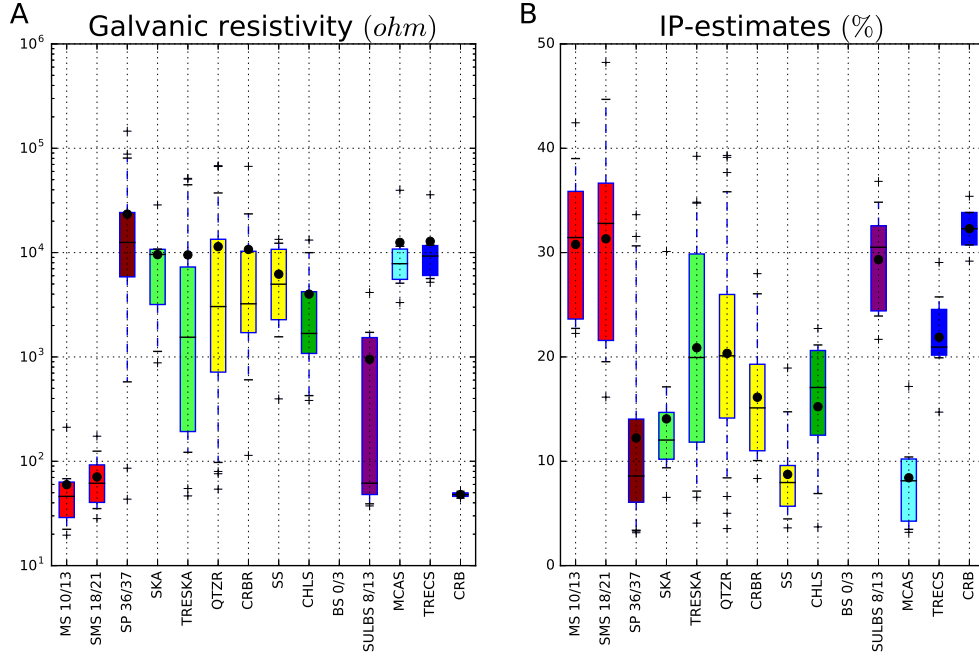 A
Galvanic resistivity (ohm)
10^6
10^5
10^4
10^3
10^2
10^1
MS 10/13
SMS 18/21
SP 36/37
SKA
TRESKA
QTZR
CRBR
SS
CHLS
BS 0/3
SULBS 8/13
MCAS
TRECS
CRB
B
IP-estimates (%)
50
40
30
20
10
0
MS 10/13
SMS 18/21
SP 36/37
SKA
TRESKA
QTZR
CRBR
SS
CHLS
BS 0/3
SULBS 8/13
MCAS
TRECS
CRB